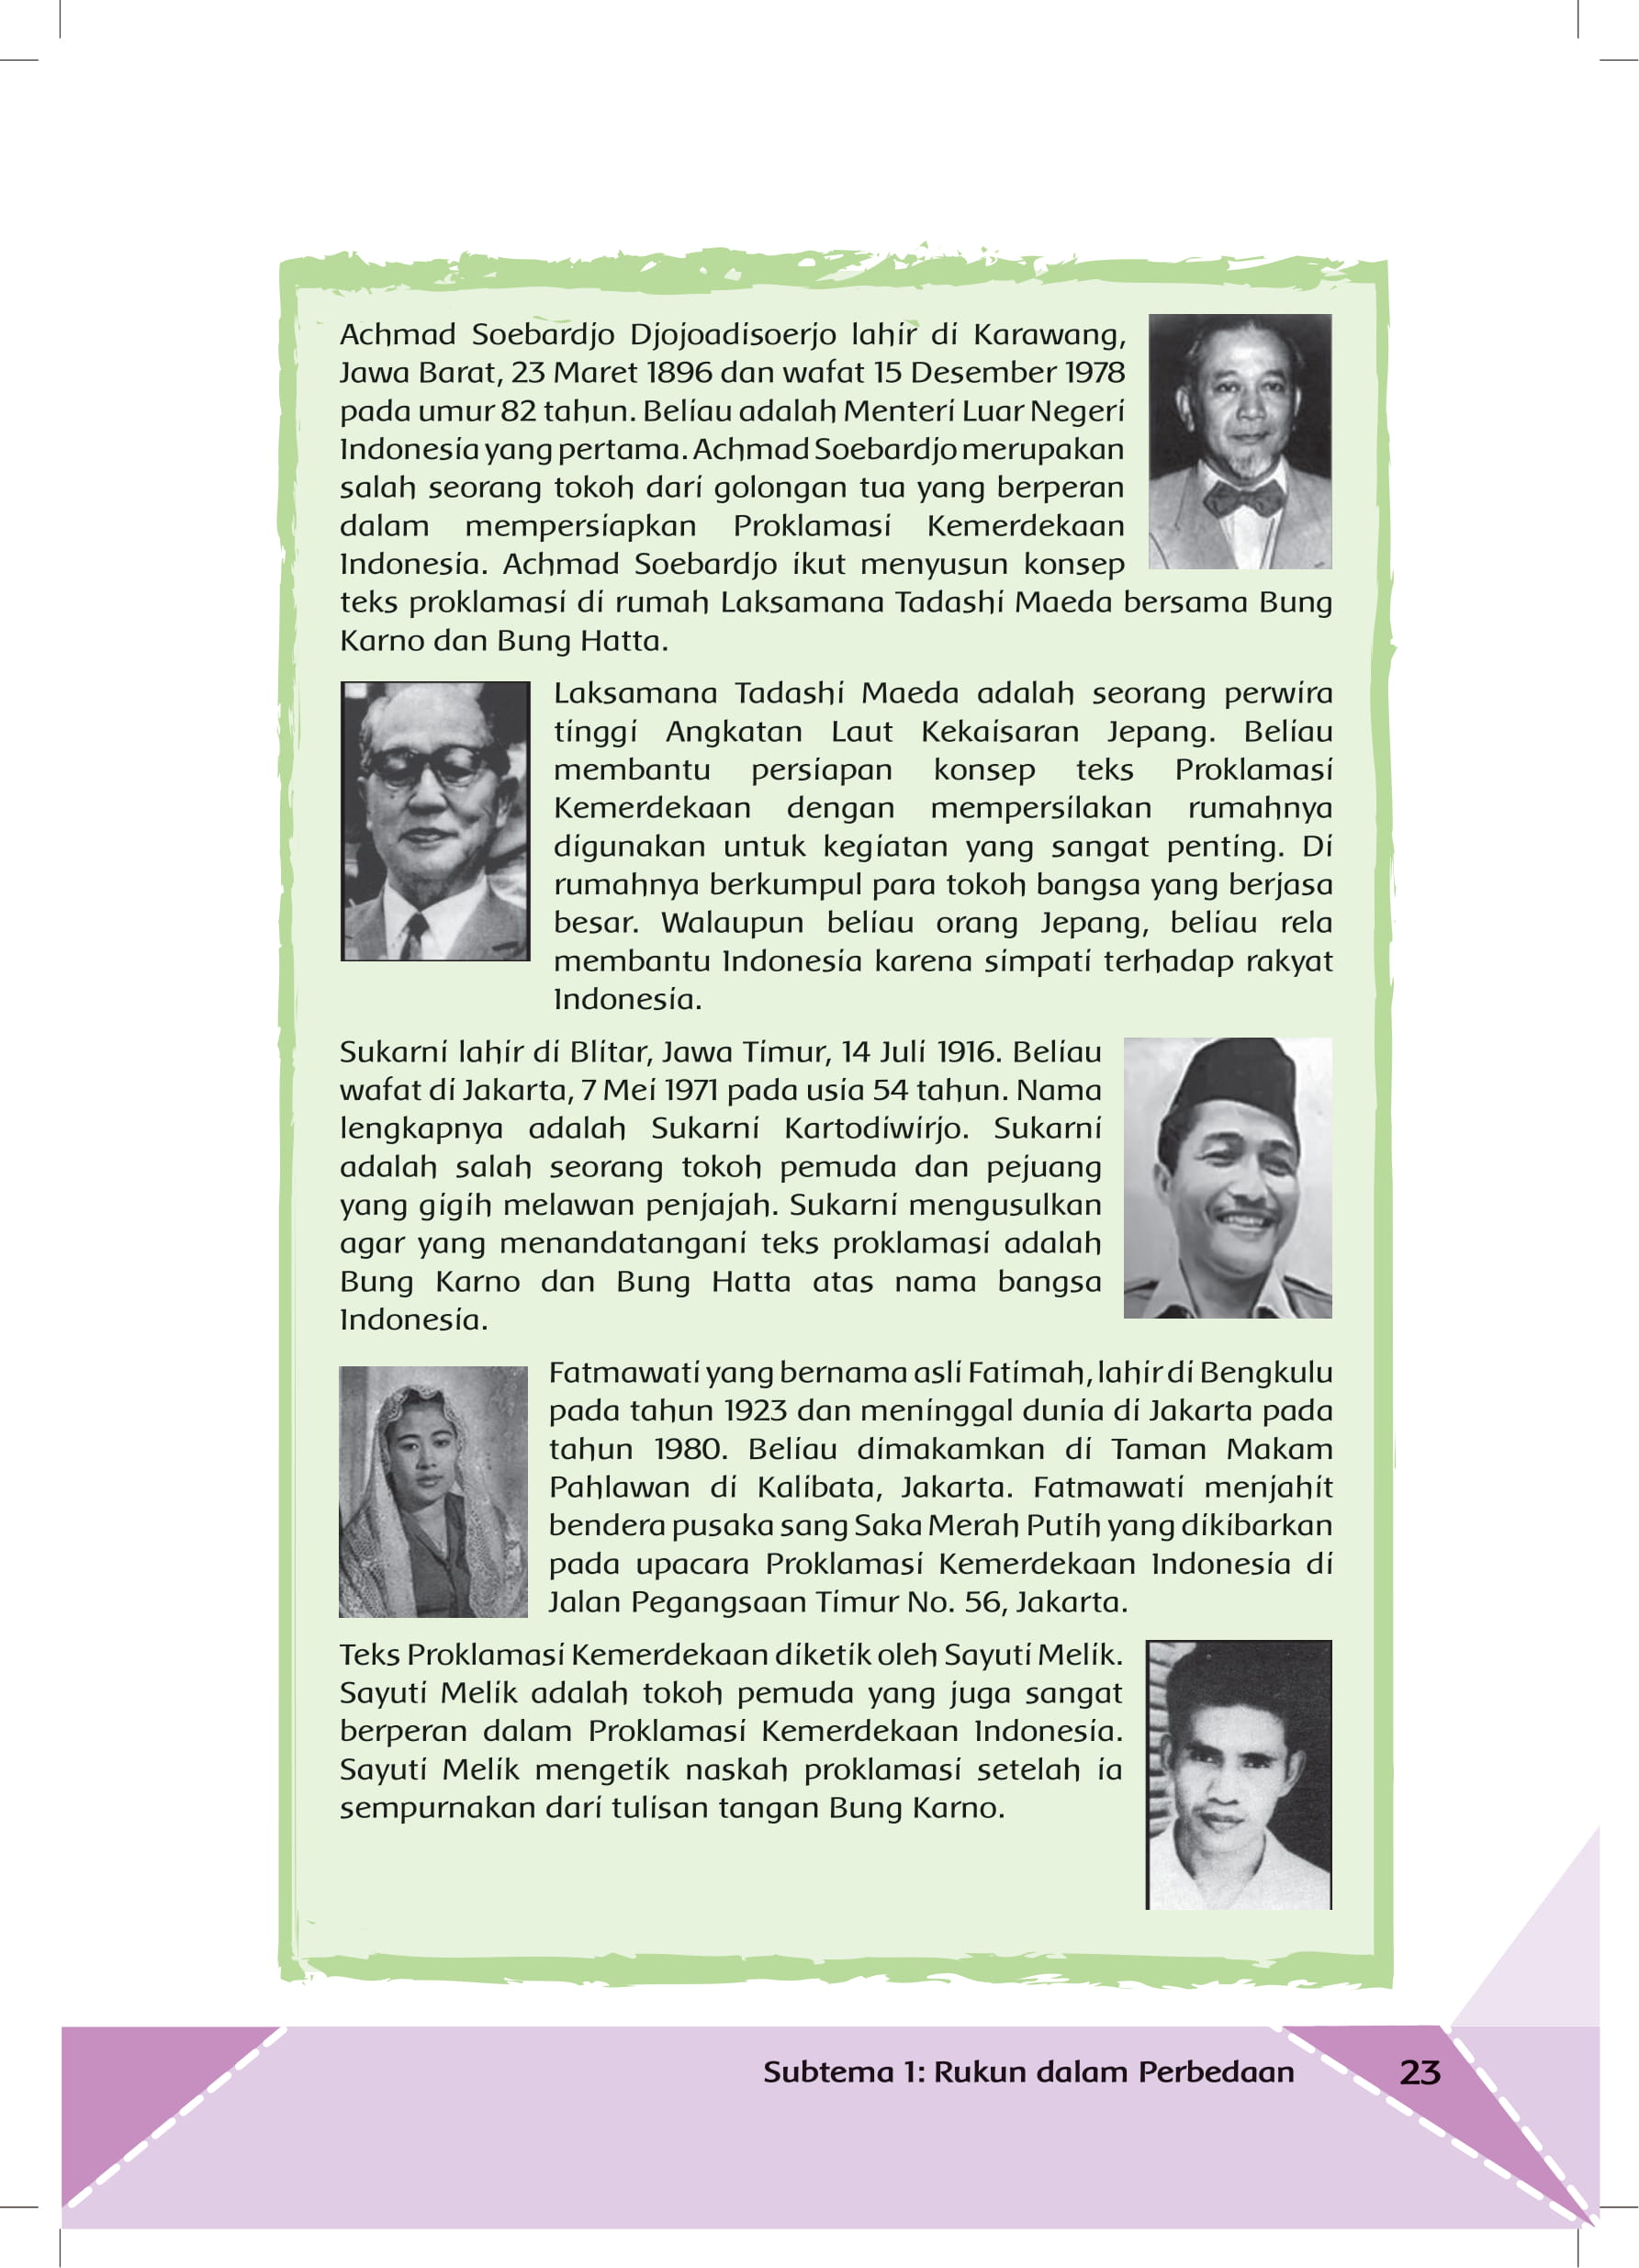 Achmad Soebardjo Djojoadisoerjo lahir di Karawang,
Jawa Barat, 23 Maret 1896 dan wafat 15 Desember 1978
pada umur 82 tahun. Beliau adalah Menteri Luar Negeri
Indonesia yang pertama. Achmad Soebardjo merupakan
salah seorang tokoh dari golongan tua yang berperan
dalam mempersiapkan Proklamasi Kemerdekaan
Indonesia. Achmad Soebardjo ikut menyusun konsep
teks proklamasi di rumah Laksamana Tadashi Maeda bersama Bung
Karno dan Bung Hatta.
Laksamana Tadashi Maeda adalah seorang perwira
tinggi Angkatan Laut Kekaisaran Jepang. Beliau
membantu persiapan konsep teks Proklamasi
Kemerdekaan dengan mempersilakan rumahnya
digunakan untuk kegiatan yang sangat penting. Di
rumahnya berkumpul para tokoh bangsa yang berjasa
besar. Walaupun beliau orang Jepang, beliau rela
membantu Indonesia karena simpati terhadap rakyat
Indonesia.
Sukarni lahir di Blitar, Jawa Timur, 14 Juli 1916. Beliau
wafat di Jakarta, 7 Mei 1971 pada usia 54 tahun. Nama
lengkapnya adalah Sukarni Kartodiwirjo. Sukarni
adalah salah seorang tokoh pemuda dan pejuang
yang gigih melawan penjajah. Sukarni mengusulkan
agar yang menandatangani teks proklamasi adalah
Bung Karno dan Bung Hatta atas nama bangsa
Indonesia.
Fatmawati yang bernama asli Fatimah, lahir di Bengkulu
pada tahun 1923 dan meninggal dunia di Jakarta pada
tahun 1980. Beliau dimakamkan di Taman Makam
Pahlawan di Kalibata, Jakarta. Fatmawati menjahit
bendera pusaka sang Saka Merah Putih yang dikibarkan
pada upacara Proklamasi Kemerdekaan Indonesia di
Jalan Pegangsaan Timur No. 56, Jakarta.
Teks Proklamasi Kemerdekaan diketik oleh Sayuti Melik.
Sayuti Melik adalah tokoh pemuda yang juga sangat
berperan dalam Proklamasi Kemerdekaan Indonesia.
Sayuti Melik mengetik naskah proklamasi setelah ia
sempurnakan dari tulisan tangan Bung Karno.
Subtema 1: Rukun dalam Perbedaan 23